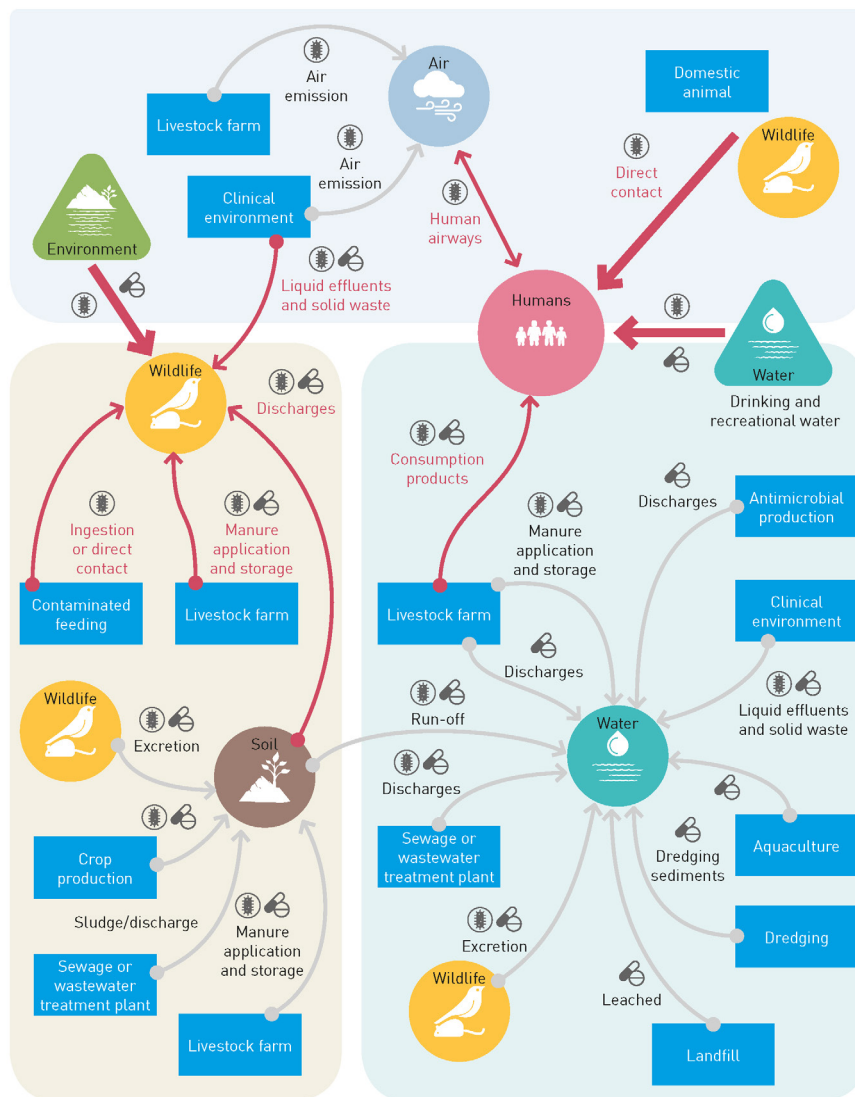 Air
Air
emission
Livestock farm
Domestic
animal
Wildlife
Air
emission
Direct
contact
Clinical
environment
Human
airways
Environment
Liquid effluents
and solid waste
Humans
Wildlife
Discharges
Water
Drinking and
recreational water
Consumption
products
Discharges
Antimicrobial
production
Ingestion
or direct
contact
Manure
application
and storage
Manure
application
and storage
Contaminated
feeding
Livestock farm
Livestock farm
Clinical
environment
Discharges
Wildlife
Excretion
Soil
Run-off
Water
Liquid effluents
and solid waste
Discharges
Crop
production
Sewage or
wastewater
treatment plant
Dredging
sediments
Aquaculture
Sludge/discharge
Manure
application
and storage
Excretion
Dredging
Sewage or
wastewater
treatment plant
Wildlife
Leached
Livestock farm
Landfill